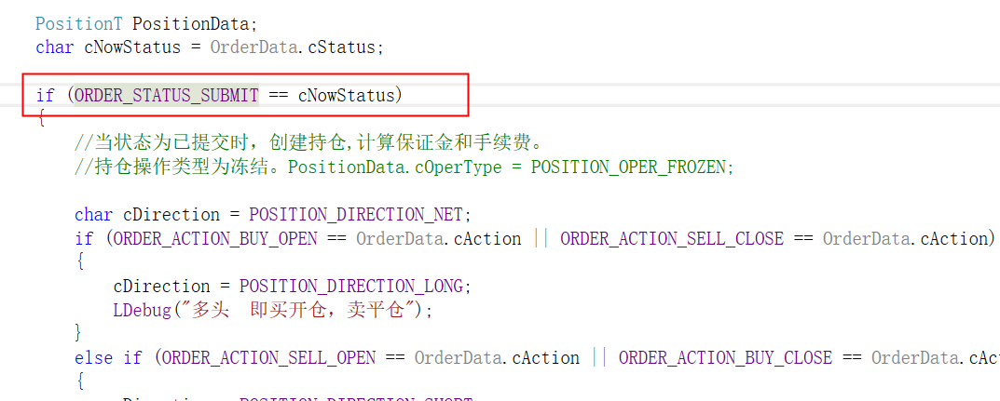 PositionT PositionData;
char cNowStatus = OrderData.cStatus;
if (ORDER_STATUS_SUBMIT == cNowStatus)
{
//当状态为已提交时，创建持仓,计算保证金和手续费。
//持仓操作类型为冻结。PositionData.cOperType = POSITION_OPER_FROZEN;
char cDirection = POSITION_DIRECTION_NET;
if (ORDER_ACTION_BUY_OPEN == OrderData.cAction || ORDER_ACTION_SELL_CLOSE == OrderData.cAction)
{
cDirection = POSITION_DIRECTION_LONG;
LDebug("多头  即买开仓，卖平仓");
}
else if (ORDER_ACTION_SELL_OPEN == OrderData.cAction || ORDER_ACTION_BUY_CLOSE == OrderData.cAct
{